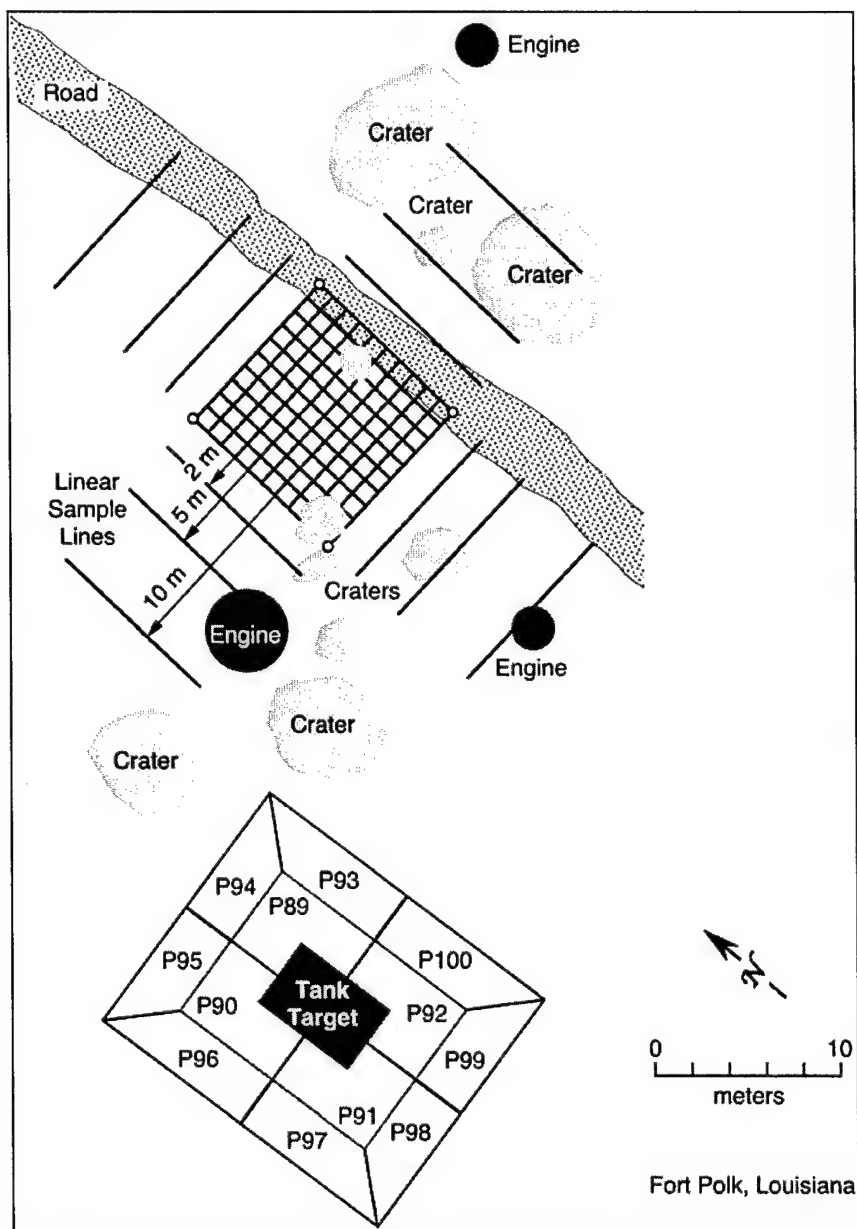 Engine
Road
Crater
Crater
Crater
2 m
5 m
10 m
Linear
Sample
Lines
Craters
Engine
Engine
Crater
Crater
P94
P93
P89
P95
P100
Tank
Target
P90
P92
P96
P99
P91
P97
P98
N
0
10
meters
Fort Polk, Louisiana